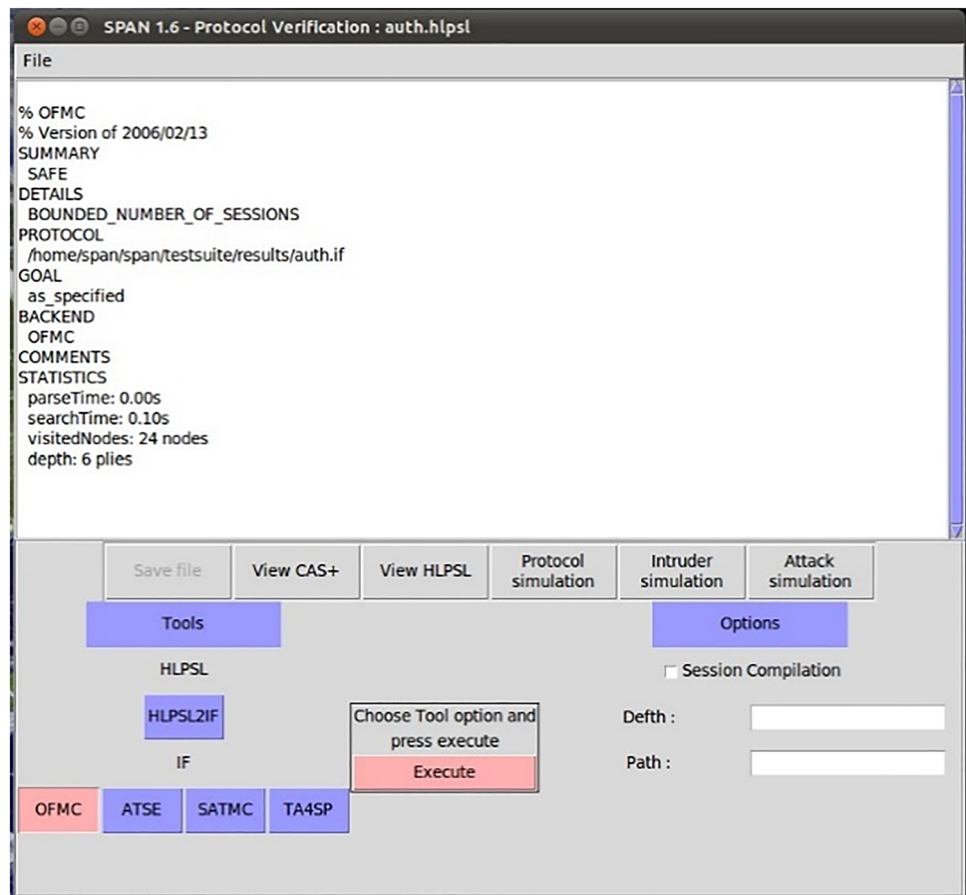 SPAN 1.6 - Protocol Verification : auth.hlpsl
File
% OFMC
% Version of 2006/02/13
SUMMARY
SAFE
DETAILS
BOUNDED_NUMBER_OF_SESSIONS
PROTOCOL
/home/span/span/testsuite/results/auth.if
GOAL
as_specified
BACKEND
OFMC
COMMENTS
STATISTICS
parseTime: 0.00s
searchTime: 0.10s
visitedNodes: 24 nodes
depth: 6 plies
Save file
View CAS+
View HLPSL
Protocol
simulation
Intruder
simulation
Attack
simulation
Tools
Options
HLPSL
Session Compilation
HLPSL2IF
Choose Tool option and
press execute
Execute
Defth :
IF
Path :
OFMC
ATSE
SATMC
TA4SP